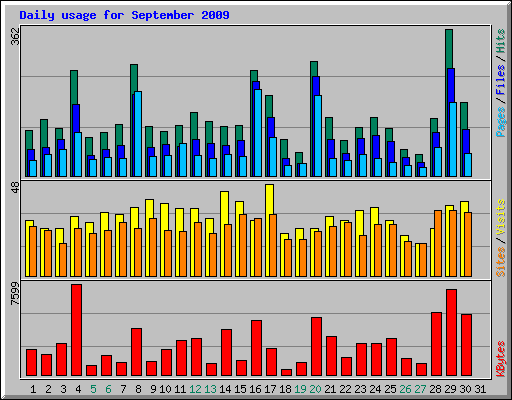 Daily usage for September 2009
362
Pages / Files / Hits
48
Sites / Visits
7599
KBytes
1 2 3 4 5 6 7 8 9 10 11 12 13 14 15 16 17 18 19 20 21 22 23 24 25 26 27 28 29 30 31